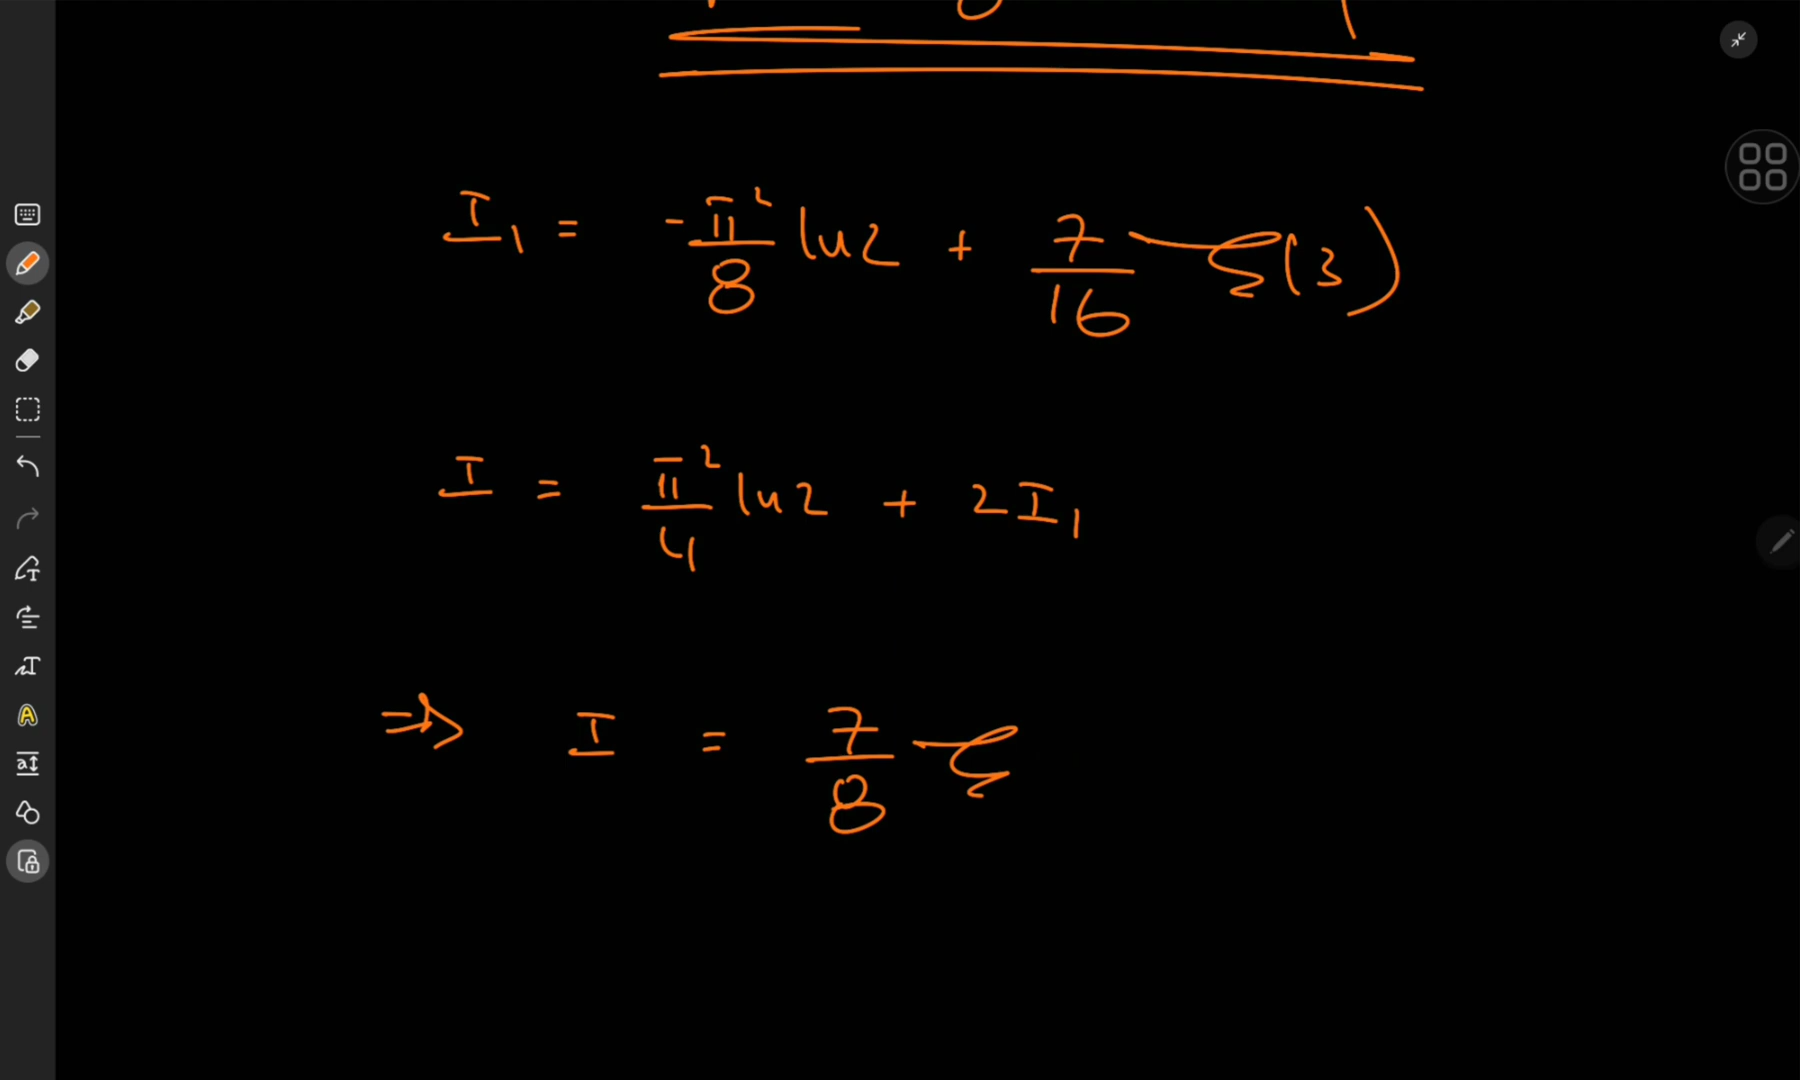 I₁ = -π²/8 ln2 + 7/16 ζ(3)
I = π²/4 ln2 + 2I₁
⇒ I = 7/8 ζ